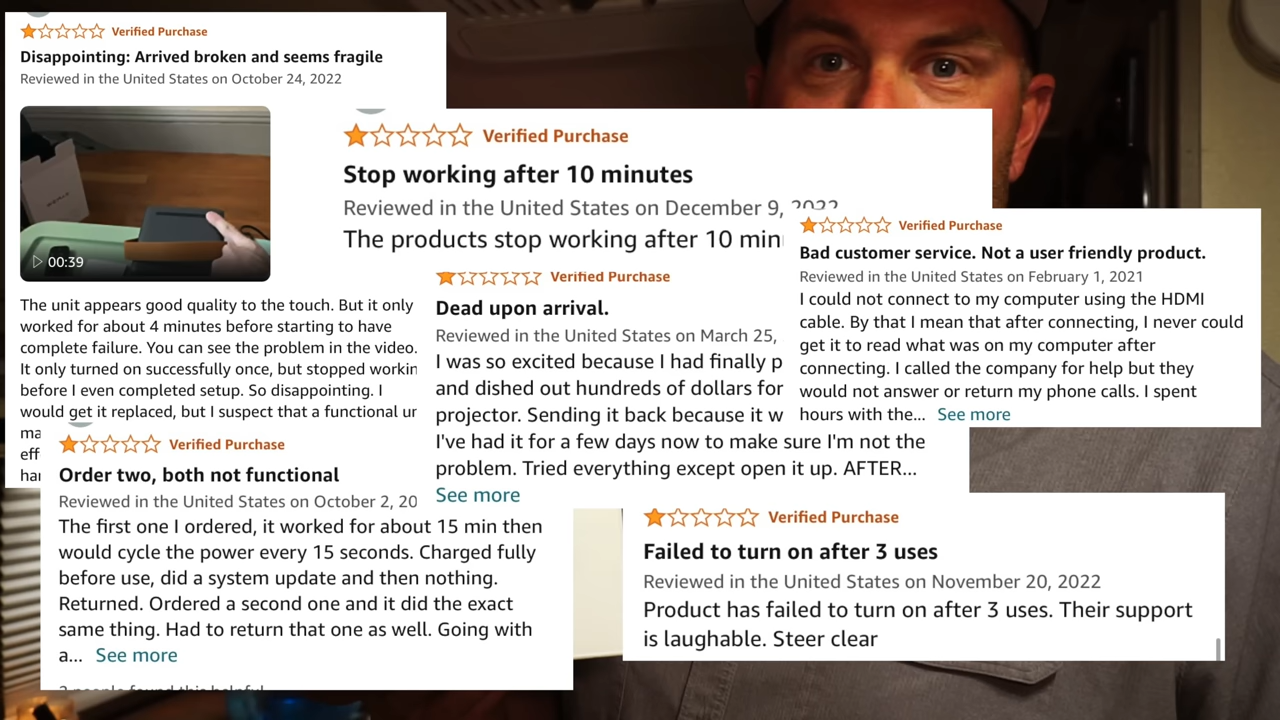 Verified Purchase
Disappointing: Arrived broken and seems fragile
Reviewed in the United States on October 24, 2022
00:39
The unit appears good quality to the touch. But it only
worked for about 4 minutes before starting to have
complete failure. You can see the problem in the video.
It only turned on successfully once, but stopped workin
before I even completed setup. So disappointing. I
would get it replaced, but I suspect that a functional un
ma
eff
har
Verified Purchase
Stop working after 10 minutes
Reviewed in the United States on December 9, 2022
The products stop working after 10 min
Verified Purchase
Bad customer service. Not a user friendly product.
Reviewed in the United States on February 1, 2021
I could not connect to my computer using the HDMI
cable. By that I mean that after connecting, I never could
get it to read what was on my computer after
connecting. I called the company for help but they
would not answer or return my phone calls. I spent
hours with the... See more
Verified Purchase
Dead upon arrival.
Reviewed in the United States on March 25,
I was so excited because I had finally p
and dished out hundreds of dollars for
projector. Sending it back because it w
I've had it for a few days now to make sure I'm not the
problem. Tried everything except open it up. AFTER...
See more
Verified Purchase
Order two, both not functional
Reviewed in the United States on October 2, 20
The first one I ordered, it worked for about 15 min then
would cycle the power every 15 seconds. Charged fully
before use, did a system update and then nothing.
Returned. Ordered a second one and it did the exact
same thing. Had to return that one as well. Going with
a... See more
2 people found this helpful
Verified Purchase
Failed to turn on after 3 uses
Reviewed in the United States on November 20, 2022
Product has failed to turn on after 3 uses. Their support
is laughable. Steer clear